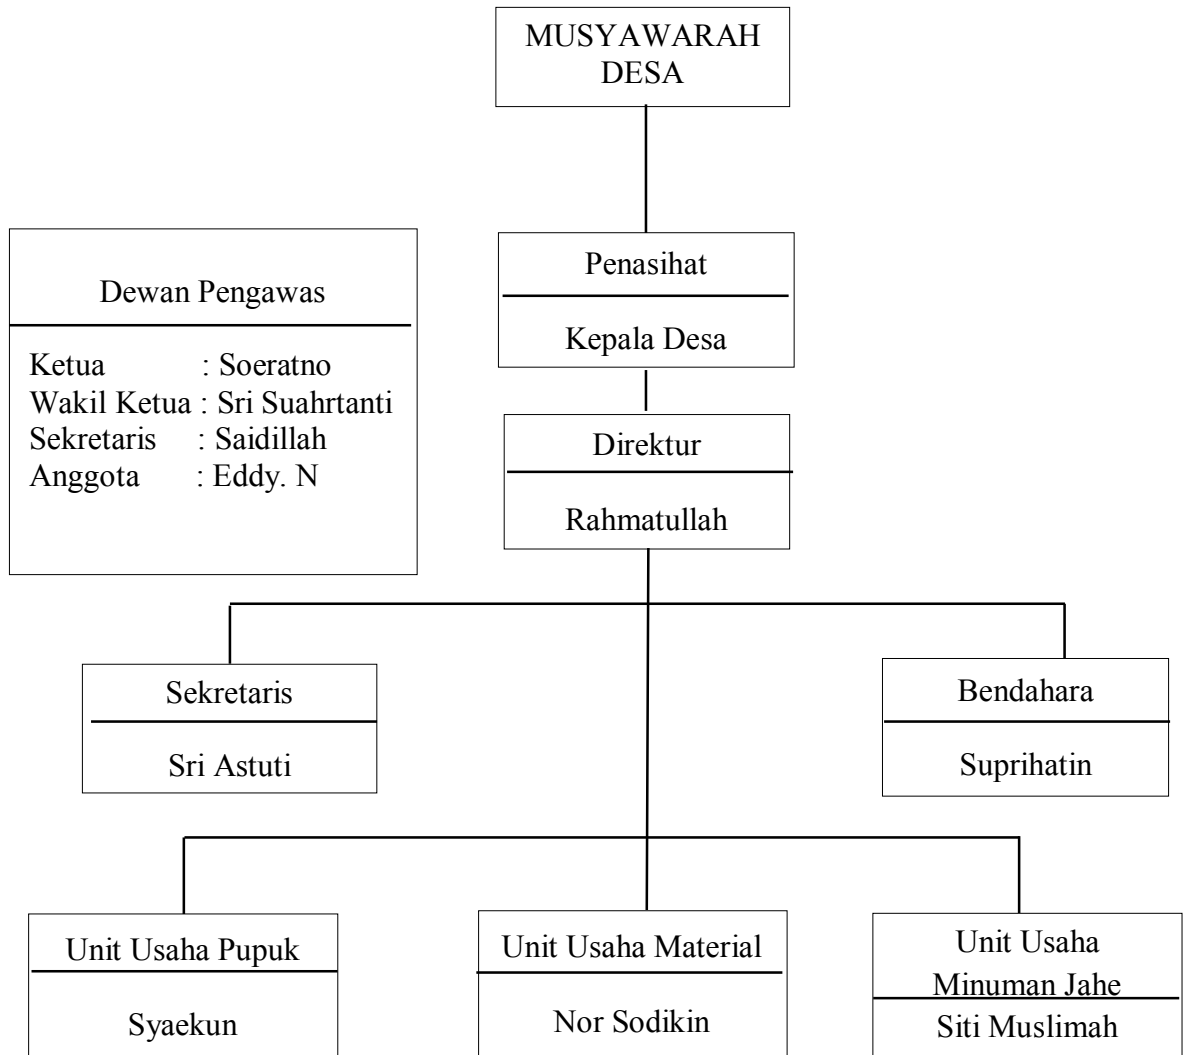 MUSYAWARAH
DESA
Penasihat
Kepala Desa
Dewan Pengawas
Ketua : Soeratno
Wakil Ketua : Sri Suahrtanti
Sekretaris : Saidillah
Anggota : Eddy. N
Direktur
Rahmatullah
Sekretaris
Sri Astuti
Bendahara
Suprihatin
Unit Usaha Pupuk
Syaekun
Unit Usaha Material
Nor Sodikin
Unit Usaha
Minuman Jahe
Siti Muslimah